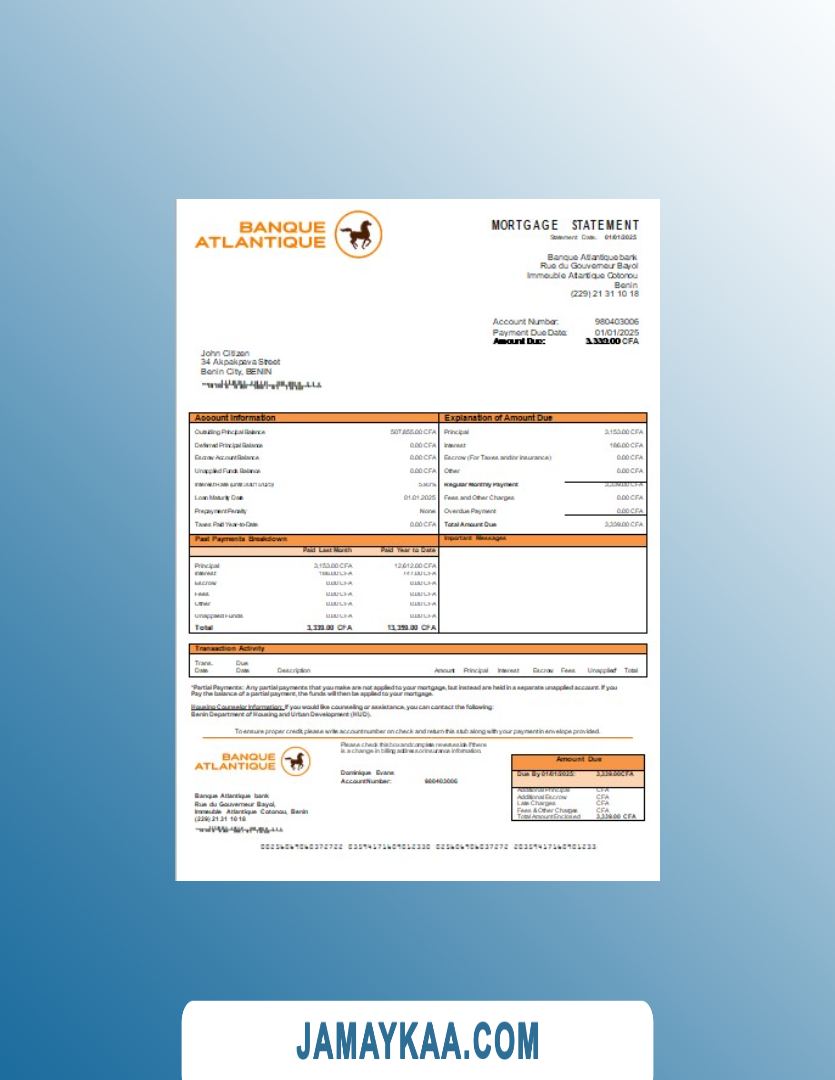 BANQUE
ATLANTIQUE
MORTGAGE STATEMENT
Statement Date: 01/01/2025
Banque Atlantique bank
Rue du Gouverneur Bayol
Immeuble Atlantique Cotonou
Benin
(229) 21 31 10 18
Account Number: 980403006
Payment Due Date: 01/01/2025
Amount Due: 3,339.00 CFA
John Citizen
34 Akpakpava Street
Benin City, BENIN
Account Information
Outstanding Principal Balance 507,855.00 CFA
Deferred Principal Balance 0.00 CFA
Escrow Account Balance 0.00 CFA
Unapplied Funds Balance 0.00 CFA
Interest Rate
Loan Maturity Date 01.01.2025
Prepayment Penalty None
Taxes Paid Year-to-Date 0.00 CFA
Explanation of Amount Due
Principal 3,153.00 CFA
Interest 186.00 CFA
Escrow (For Taxes and/or Insurance) 0.00 CFA
Other 0.00 CFA
Regular Monthly Payment 3,339.00 CFA
Fees and Other Charges 0.00 CFA
Overdue Payment 0.00 CFA
Total Amount Due 3,339.00 CFA
Past Payments Breakdown
Paid Last Month Paid Year to Date
Principal 3,153.00 CFA 12,612.00 CFA
Interest 186.00 CFA 747.00 CFA
Escrow 0.00 CFA 0.00 CFA
Fees 0.00 CFA 0.00 CFA
Other 0.00 CFA 0.00 CFA
Unapplied Funds 0.00 CFA 0.00 CFA
Total 3,339.00 CFA 13,359.00 CFA
Important Messages
Transaction Activity
Trans. Due
Date Date Description Amount Principal Interest Escrow Fees Unapplied Total
*Partial Payments: Any partial payments that you make are not applied to your mortgage, but instead are held in a separate unapplied account. If you
Pay the balance of a partial payment, the funds will then be applied to your mortgage.
Housing Counselor Information: If you would like counseling or assistance, you can contact the following:
Benin Department of Housing and Urban Development (HUD).
To ensure proper credit, please write account number on check and return this stub along with your payment in envelope provided.
BANQUE
ATLANTIQUE
Please check this box and complete reverse side if there
is a change in billing address or insurance information.
Dominique Evans
Account Number: 980403006
Banque Atlantique bank
Rue du Gouverneur Bayol,
Immeuble Atlantique Cotonou, Benin
(229) 21 31 10 18
Amount Due
Due By 01/01/2025: 3,339.00CFA
Additional Principal CFA
Additional Escrow CFA
Late Charges CFA
Fees & Other Charges CFA
Total Amount Enclosed 3,339.00 CFA
JAMAYKAA.COM